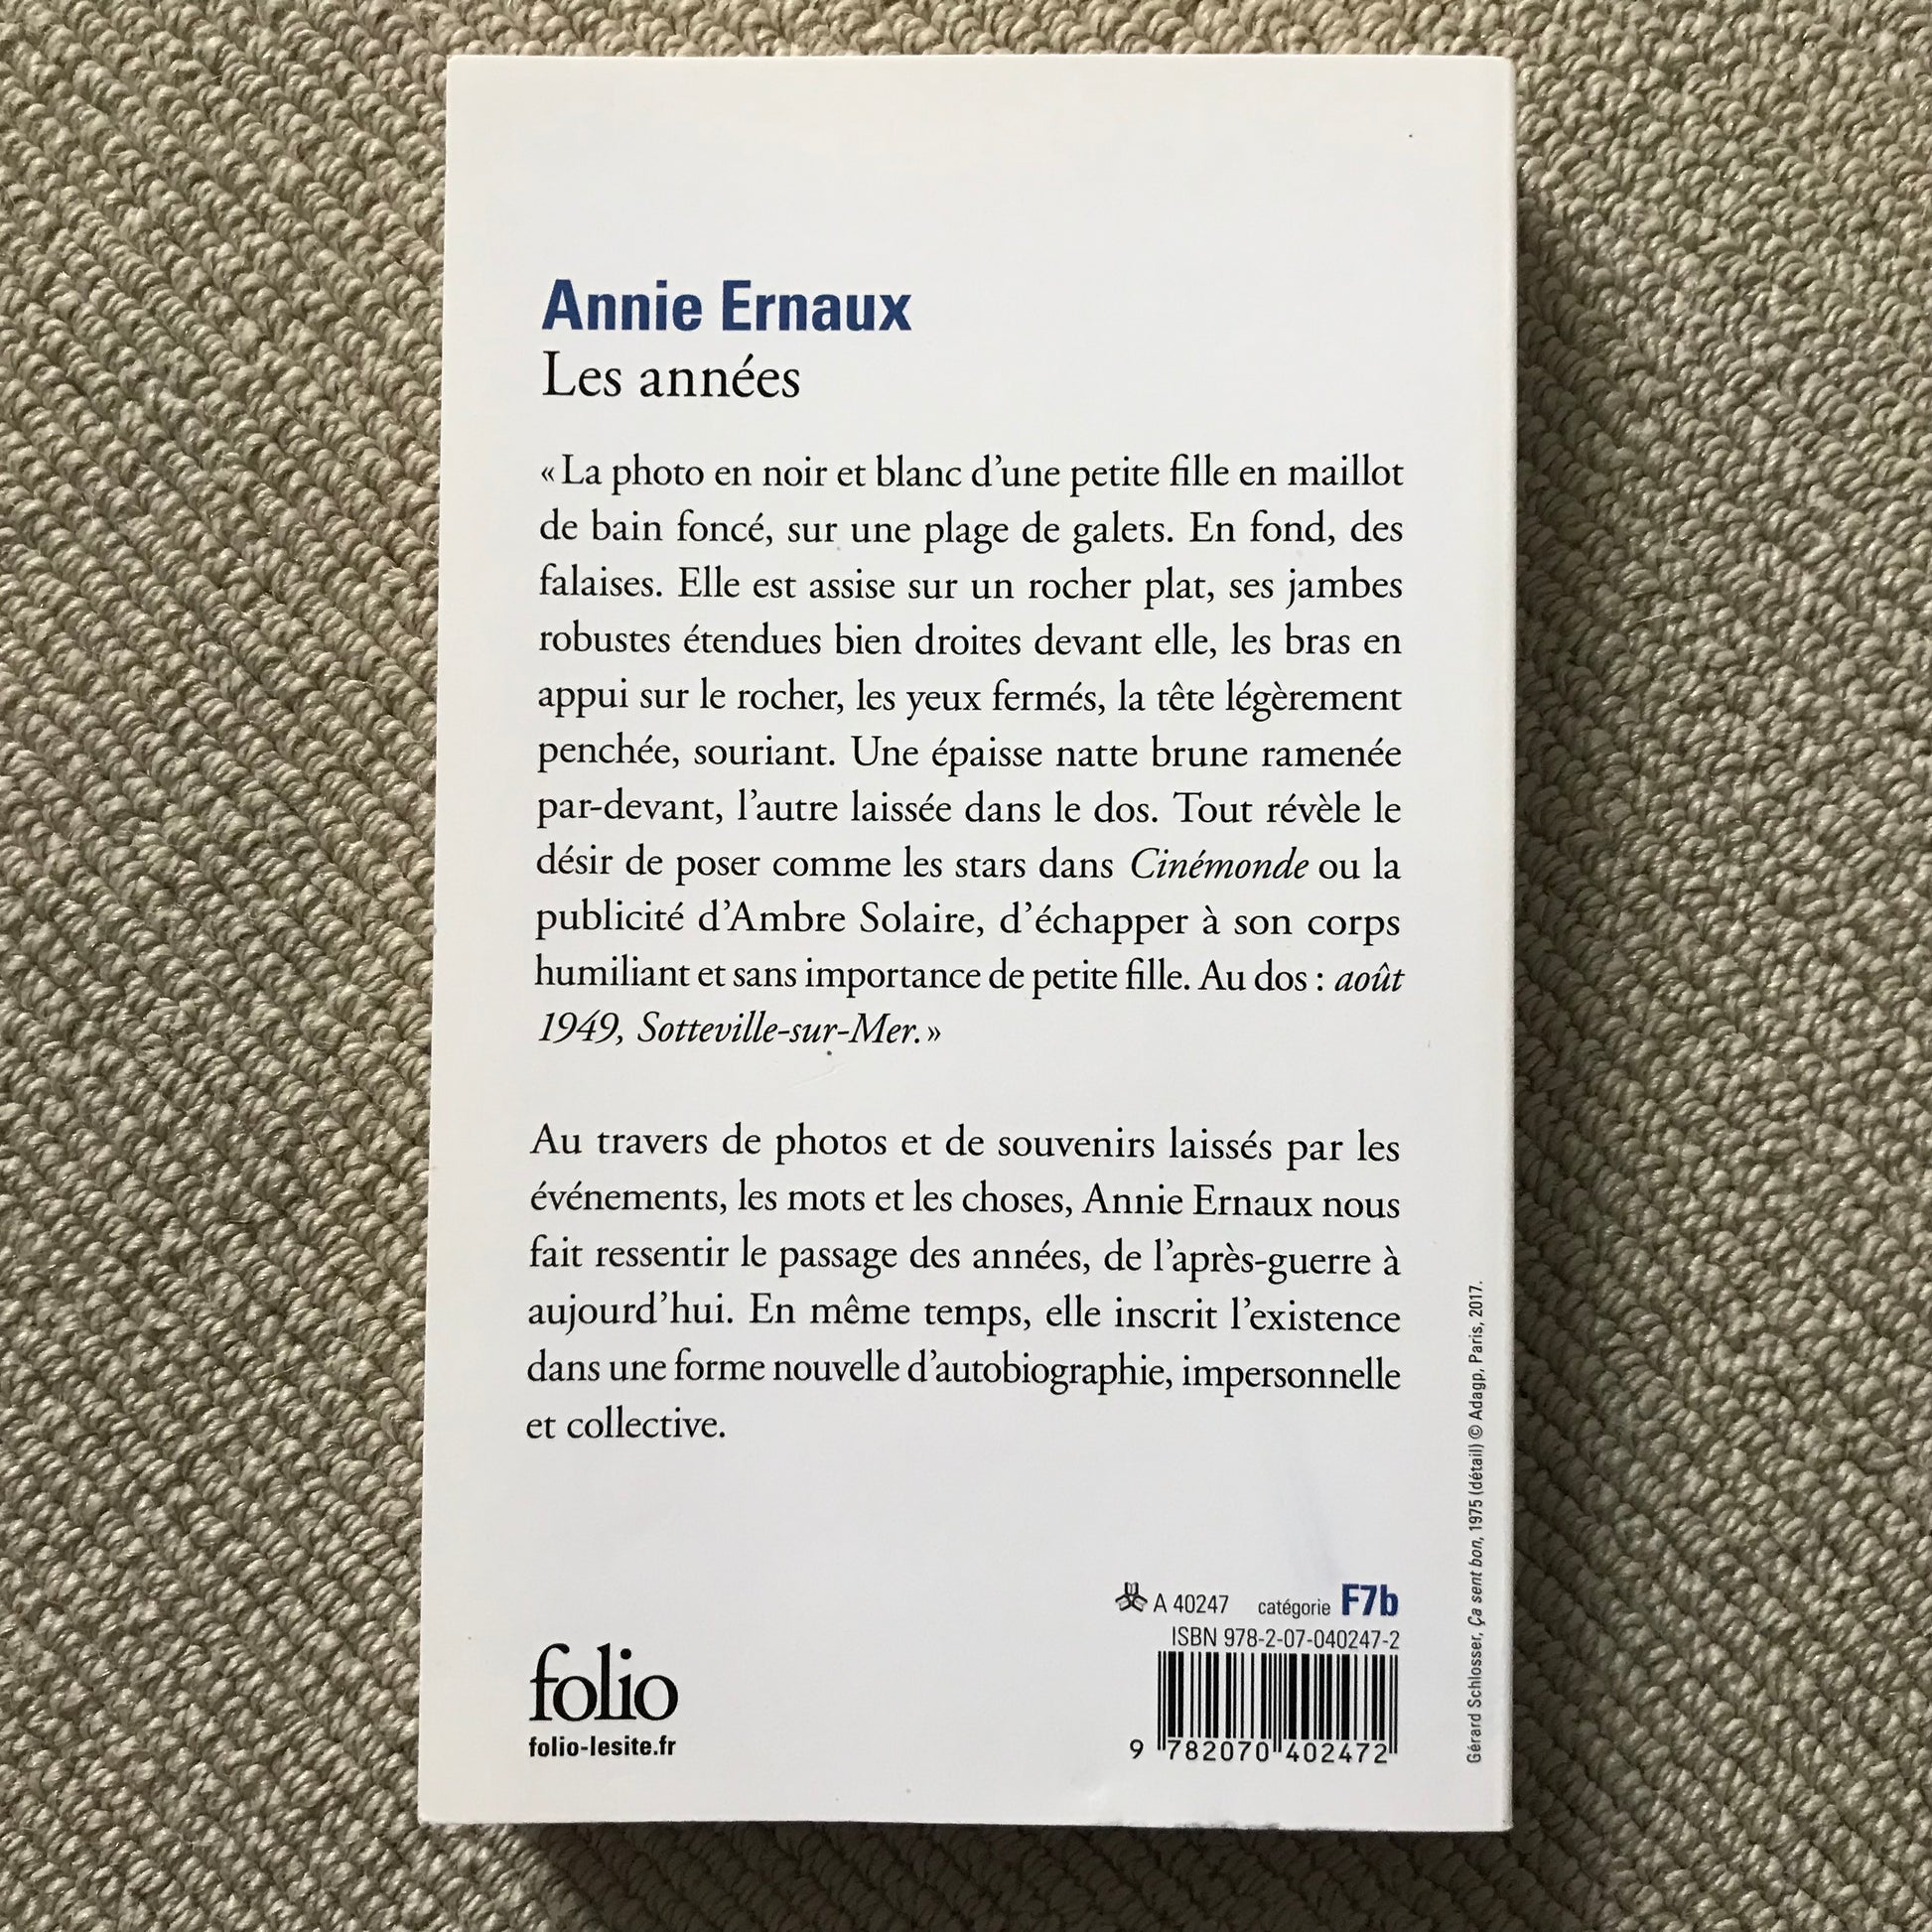 Annie Ernaux
Les années
« La photo en noir et blanc d’une petite fille en maillot
de bain foncé, sur une plage de galets. En fond, des
falaises. Elle est assise sur un rocher plat, ses jambes
robustes étendues bien droites devant elle, les bras en
appui sur le rocher, les yeux fermés, la tête légèrement
penchée, souriant. Une épaisse natte brune ramenée
par-devant, l’autre laissée dans le dos. Tout révèle le
désir de poser comme les stars dans Cinémonde ou la
publicité d’Ambre Solaire, d’échapper à son corps
humiliant et sans importance de petite fille. Au dos : août
1949, Sotteville-sur-Mer. »
Au travers de photos et de souvenirs laissés par les
événements, les mots et les choses, Annie Ernaux nous
fait ressentir le passage des années, de l’après-guerre à
aujourd’hui. En même temps, elle inscrit l’existence
dans une forme nouvelle d’autobiographie, impersonnelle
et collective.
folio
folio-lesite.fr
A 40247 catégorie F7b
ISBN 978-2-07-040247-2
9 782070 402472
Gérard Schlosser, Ça sent bon, 1975 (détail) © Adagp, Paris, 2017.